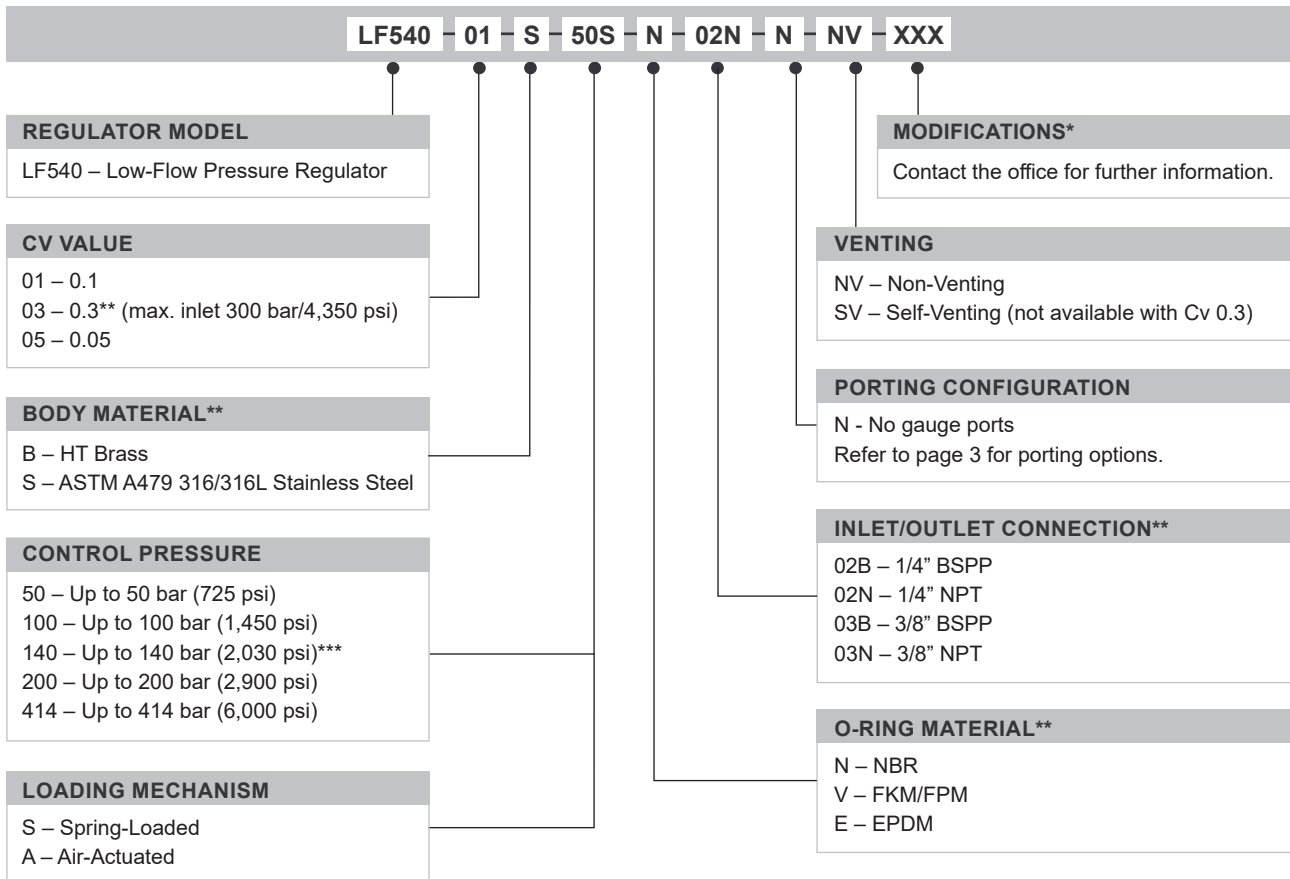 LF540 - 01 - S - 50S - N - 02N - N - NV - XXX
REGULATOR MODEL
LF540 – Low-Flow Pressure Regulator
CV VALUE
01 – 0.1
03 – 0.3** (max. inlet 300 bar/4,350 psi)
05 – 0.05
BODY MATERIAL**
B – HT Brass
S – ASTM A479 316/316L Stainless Steel
CONTROL PRESSURE
50 – Up to 50 bar (725 psi)
100 – Up to 100 bar (1,450 psi)
140 – Up to 140 bar (2,030 psi)***
200 – Up to 200 bar (2,900 psi)
414 – Up to 414 bar (6,000 psi)
LOADING MECHANISM
S – Spring-Loaded
A – Air-Actuated
MODIFICATIONS*
Contact the office for further information.
VENTING
NV – Non-Venting
SV – Self-Venting (not available with Cv 0.3)
PORTING CONFIGURATION
N - No gauge ports
Refer to page 3 for porting options.
INLET/OUTLET CONNECTION**
02B – 1/4” BSPP
02N – 1/4” NPT
03B – 3/8” BSPP
03N – 3/8” NPT
O-RING MATERIAL**
N – NBR
V – FKM/FPM
E – EPDM